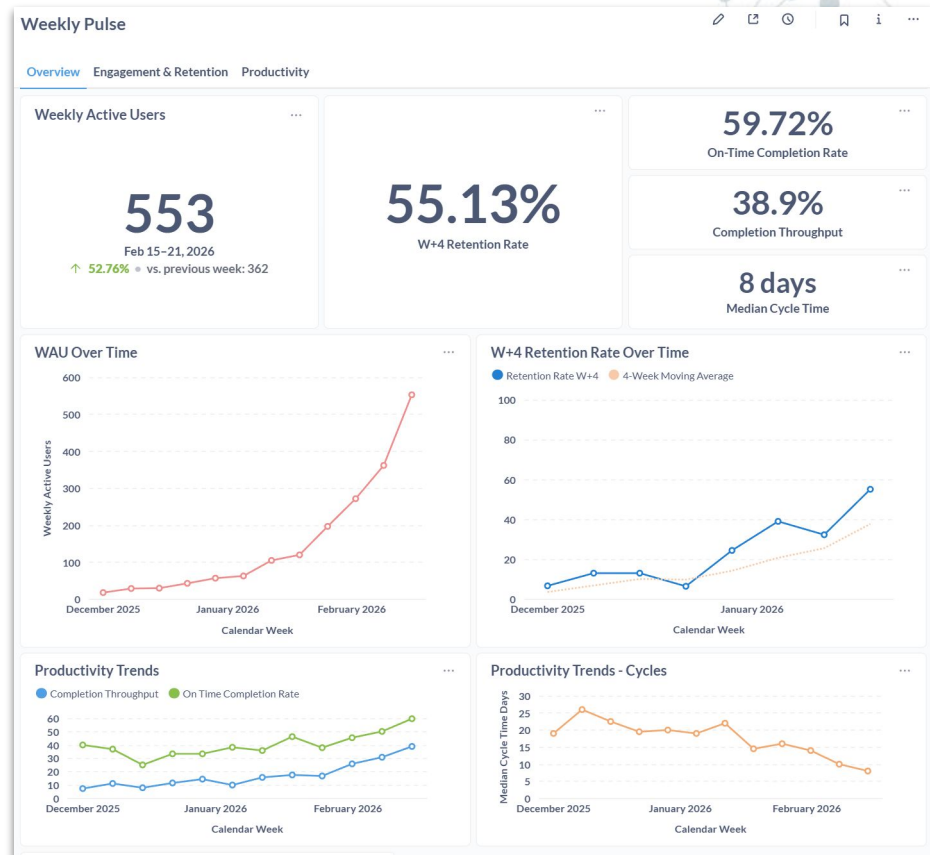 Weekly Pulse
Overview Engagement & Retention Productivity
Weekly Active Users
553
Feb 15–21, 2026
↑ 52.76% • vs. previous week: 362
55.13%
W+4 Retention Rate
59.72%
On-Time Completion Rate
38.9%
Completion Throughput
8 days
Median Cycle Time
WAU Over Time
600
500
400
300
200
100
0
Weekly Active Users
December 2025 January 2026 February 2026
Calendar Week
W+4 Retention Rate Over Time
Retention Rate W+4 4-Week Moving Average
100
80
60
40
20
0
December 2025 January 2026
Calendar Week
Productivity Trends
Completion Throughput On Time Completion Rate
60
50
40
30
20
10
0
December 2025 January 2026 February 2026
Calendar Week
Productivity Trends - Cycles
Median Cycle Time Days
30
25
20
15
10
5
0
December 2025 January 2026 February 2026
Calendar Week